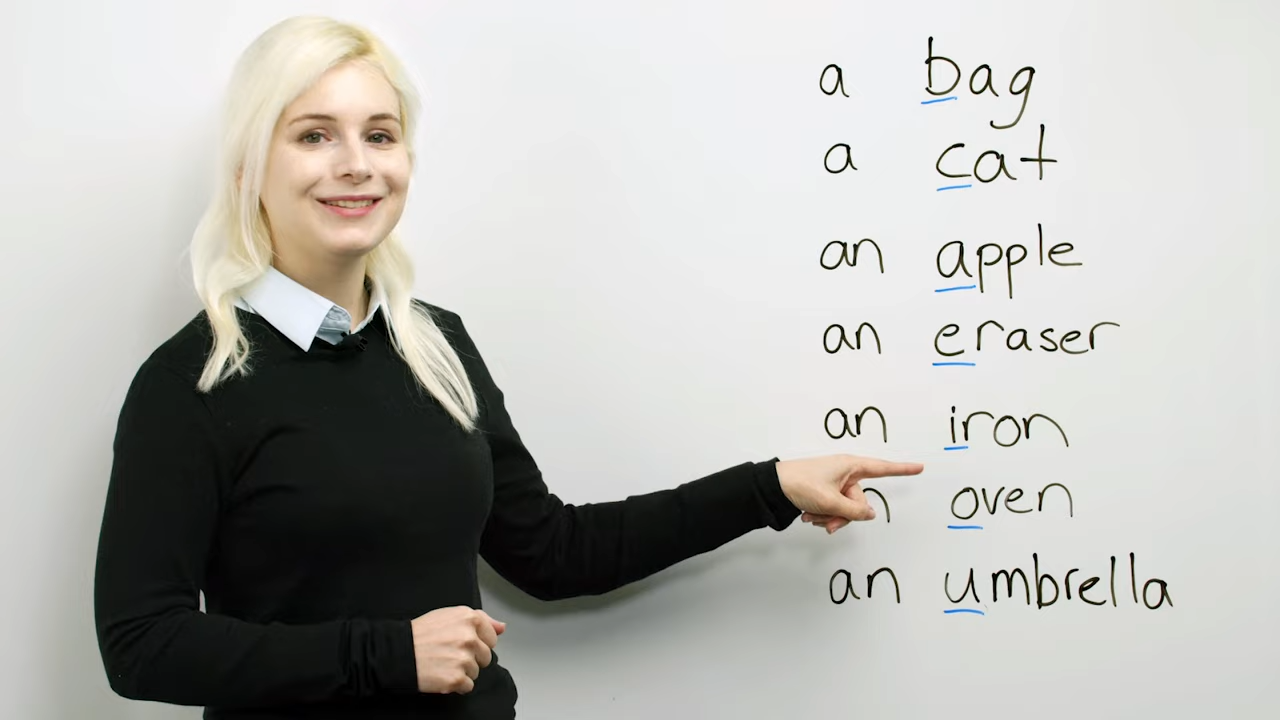 a bag
a cat
an apple
an eraser
an iron
n oven
an umbrella